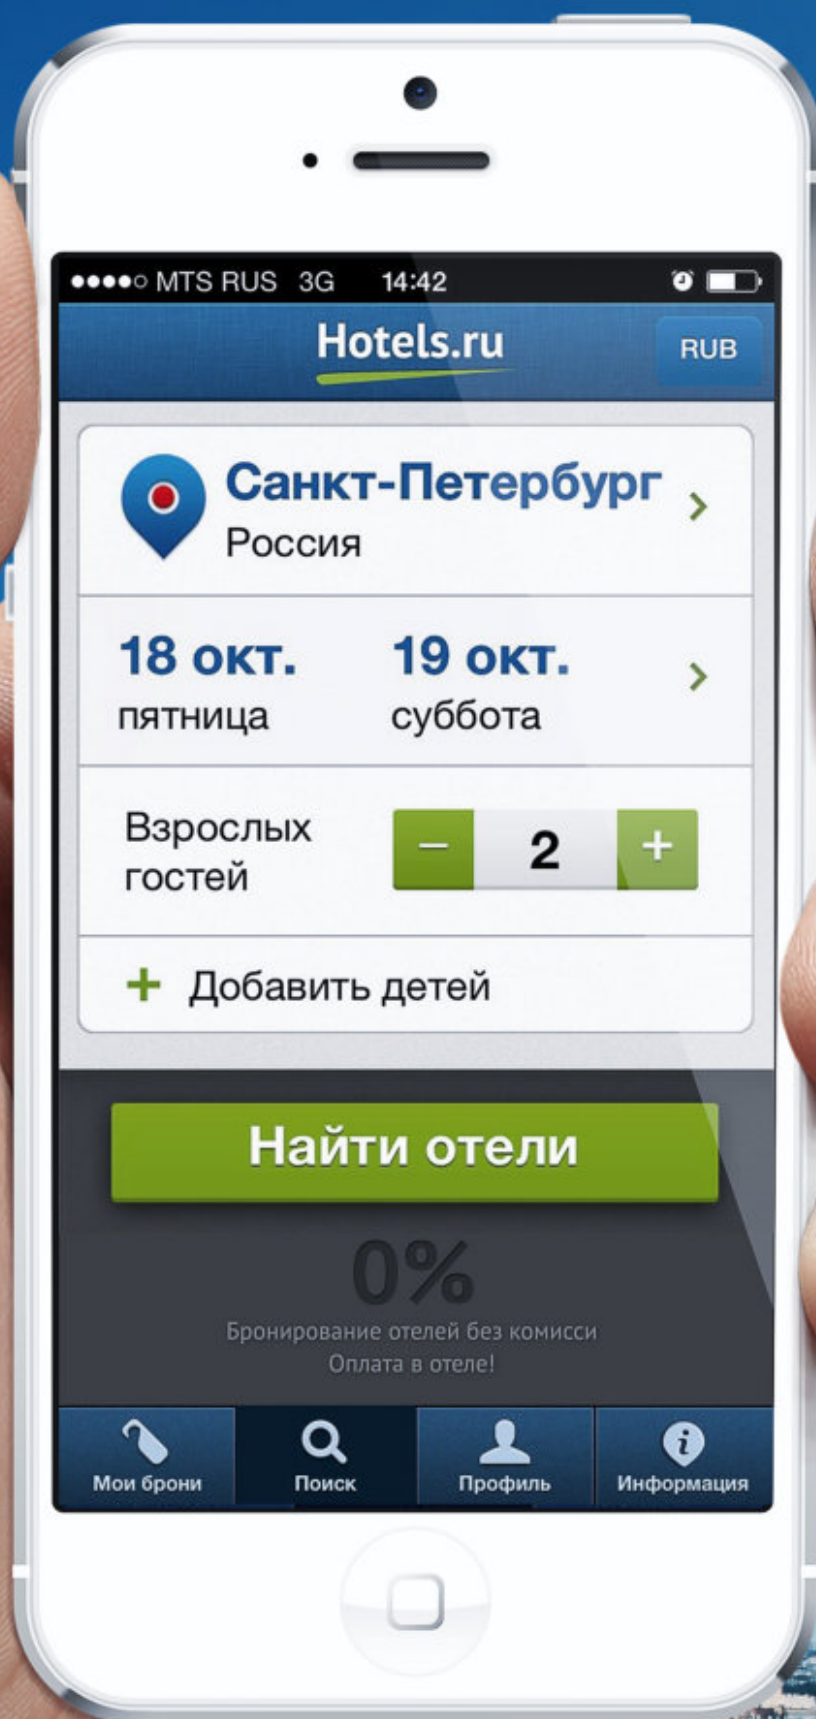 MTS RUS 3G 14:42
Hotels.ru
RUB
Санкт-Петербург
Россия
18 окт. 19 окт.
пятница суббота
Взрослых
гостей
− 2 +
+ Добавить детей
Найти отели
0%
Бронирование отелей без комисси
Оплата в отеле!
Мои брони Поиск Профиль Информация